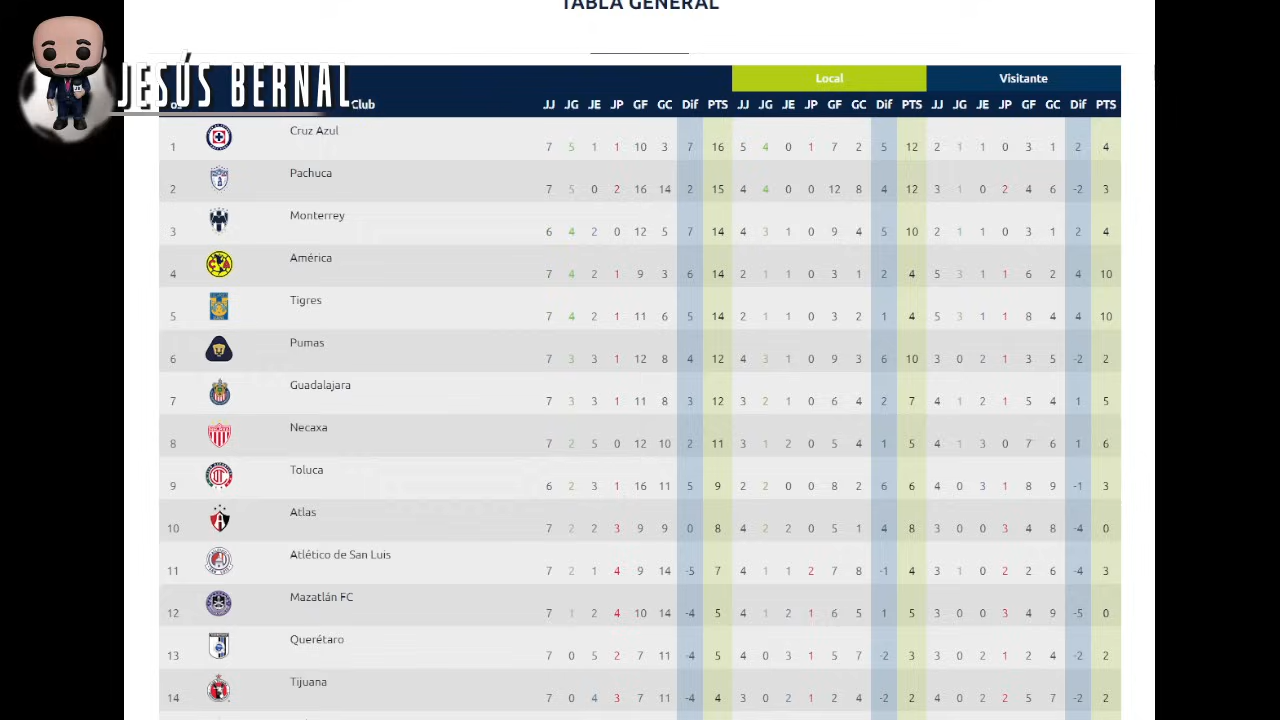 TABLA GENERAL
JESÚS BERNAL
Local Visitante
Club JJ JG JE JP GF GC Dif PTS JJ JG JE JP GF GC Dif PTS JJ JG JE JP GF GC Dif PTS
1 Cruz Azul 7 5 1 1 10 3 7 16 5 4 0 1 7 2 5 12 2 1 1 0 3 1 2 4
2 Pachuca 7 5 0 2 16 14 2 15 4 4 0 0 12 8 4 12 3 1 0 2 4 6 -2 3
3 Monterrey 6 4 2 0 12 5 7 14 4 3 1 0 9 4 5 10 2 1 1 0 3 1 2 4
4 América 7 4 2 1 9 3 6 14 2 1 1 0 3 1 2 4 5 3 1 1 6 2 4 10
5 Tigres 7 4 2 1 11 6 5 14 2 1 1 0 3 2 1 4 5 3 1 1 8 4 4 10
6 Pumas 7 3 3 1 12 8 4 12 4 3 1 0 9 3 6 10 3 0 2 1 3 5 -2 2
7 Guadalajara 7 3 3 1 11 8 3 12 3 2 1 0 6 4 2 7 4 1 2 1 5 4 1 5
8 Necaxa 7 2 5 0 12 10 2 11 3 1 2 0 5 4 1 5 4 1 3 0 7 6 1 6
9 Toluca 6 2 3 1 16 11 5 9 2 2 0 0 8 2 6 6 4 0 3 1 8 9 -1 3
10 Atlas 7 2 2 3 9 9 0 8 4 2 2 0 5 1 4 8 3 0 0 3 4 8 -4 0
11 Atlético de San Luis 7 2 1 4 9 14 -5 7 4 1 1 2 7 8 -1 4 3 1 0 2 2 6 -4 3
12 Mazatlán FC 7 1 2 4 10 14 -4 5 4 1 2 1 6 5 1 5 3 0 0 3 4 9 -5 0
13 Querétaro 7 0 5 2 7 11 -4 5 4 0 3 1 5 7 -2 3 3 0 2 1 2 4 -2 2
14 Tijuana 7 0 4 3 7 11 -4 4 3 0 2 1 2 4 -2 2 4 0 2 2 5 7 -2 2